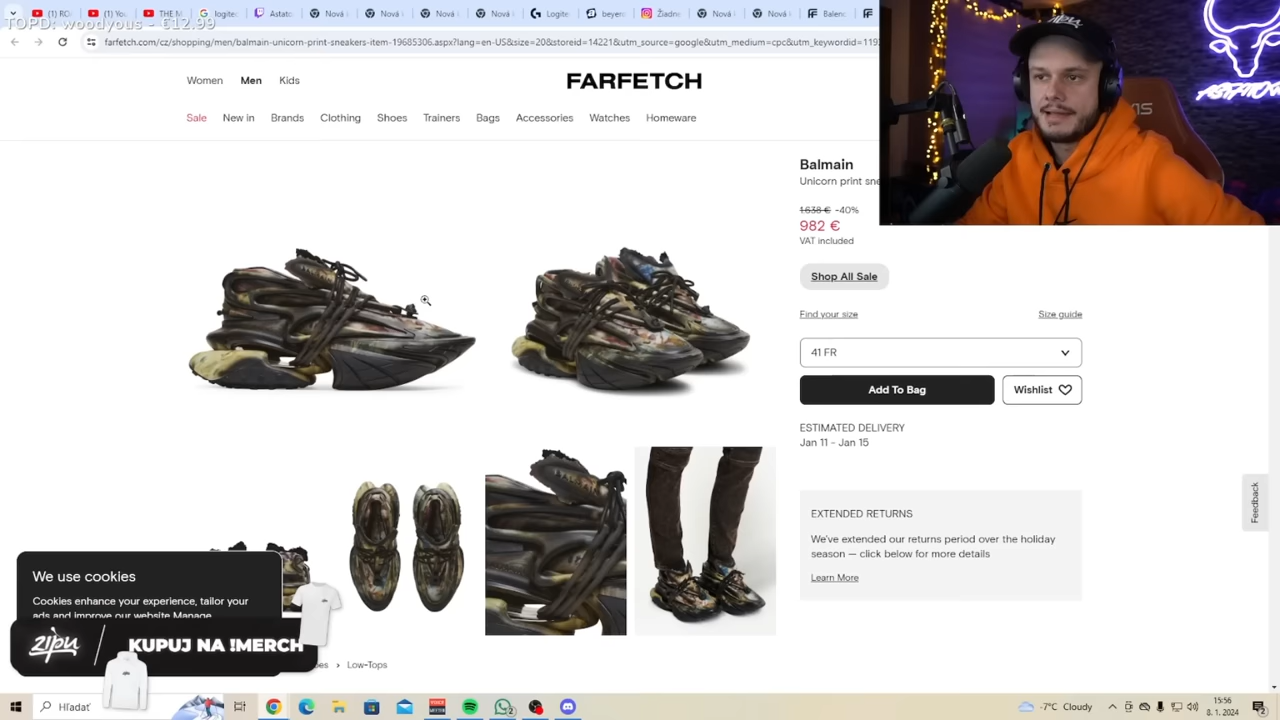 TOPD: woodyous - £12.99
farfetch.com/cz/shopping/men/balmain-unicorn-print-sneakers-item-19685306.aspx?lang=en-US&size=20&storeid=14221&utm_source=google&utm_medium=cpc&utm_keywordid=119
Women
Men
Kids
FARFETCH
Sale
New in
Brands
Clothing
Shoes
Trainers
Bags
Accessories
Watches
Homeware
Balmain
Unicorn print
1638 € -40%
982 €
VAT included
Shop All Sale
Find your size
Size guide
41 FR
Add To Bag
Wishlist
ESTIMATED DELIVERY
Jan 11 - Jan 15
EXTENDED RETURNS
We've extended our returns period over the holiday
season — click below for more details
Learn More
Feedback
We use cookies
Cookies enhance your experience, tailor your
ads and improve our website Manage
zipu
KUPUJ NA !MERCH
> Low-Tops
Hľadať
-7°C Cloudy
15:56
8. 1. 2024